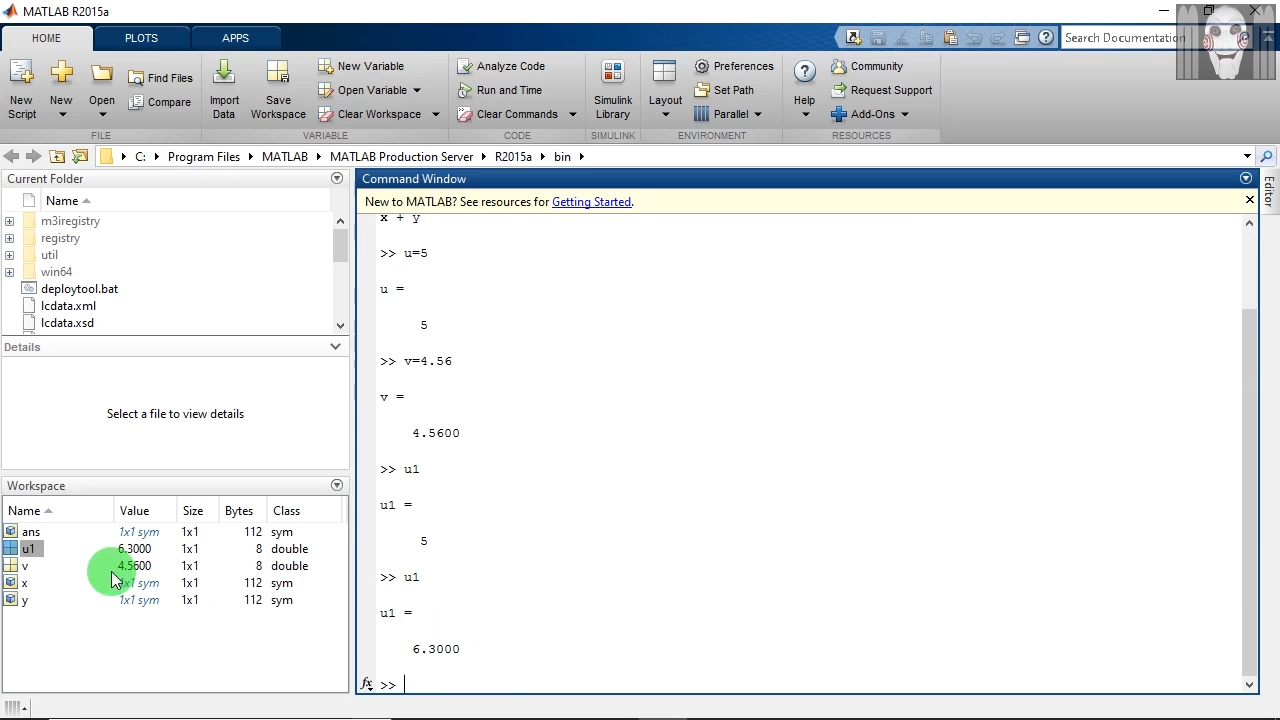 MATLAB R2015a
HOME PLOTS APPS Search Documentation
New Script New Open Find Files Compare
Import Data Save Workspace New Variable Open Variable Clear Workspace
Analyze Code Run and Time Clear Commands
Simulink Library Layout Preferences Set Path Parallel
Help Community Request Support Add-Ons
FILE VARIABLE CODE SIMULINK ENVIRONMENT RESOURCES
C: Program Files MATLAB MATLAB Production Server R2015a bin
Current Folder
Name
m3iregistry
registry
util
win64
deploytool.bat
lcdata.xml
lcdata.xsd
Details
Select a file to view details
Workspace
Name Value Size Bytes Class
ans 1x1 sym 1x1 112 sym
u1 6.3000 1x1 8 double
v 4.5600 1x1 8 double
x 1x1 sym 1x1 112 sym
y 1x1 sym 1x1 112 sym
Command Window
New to MATLAB? See resources for Getting Started.
x + y
>> u=5
u =
5
>> v=4.56
v =
4.5600
>> u1
u1 =
5
>> u1
u1 =
6.3000
fx >>
Editor